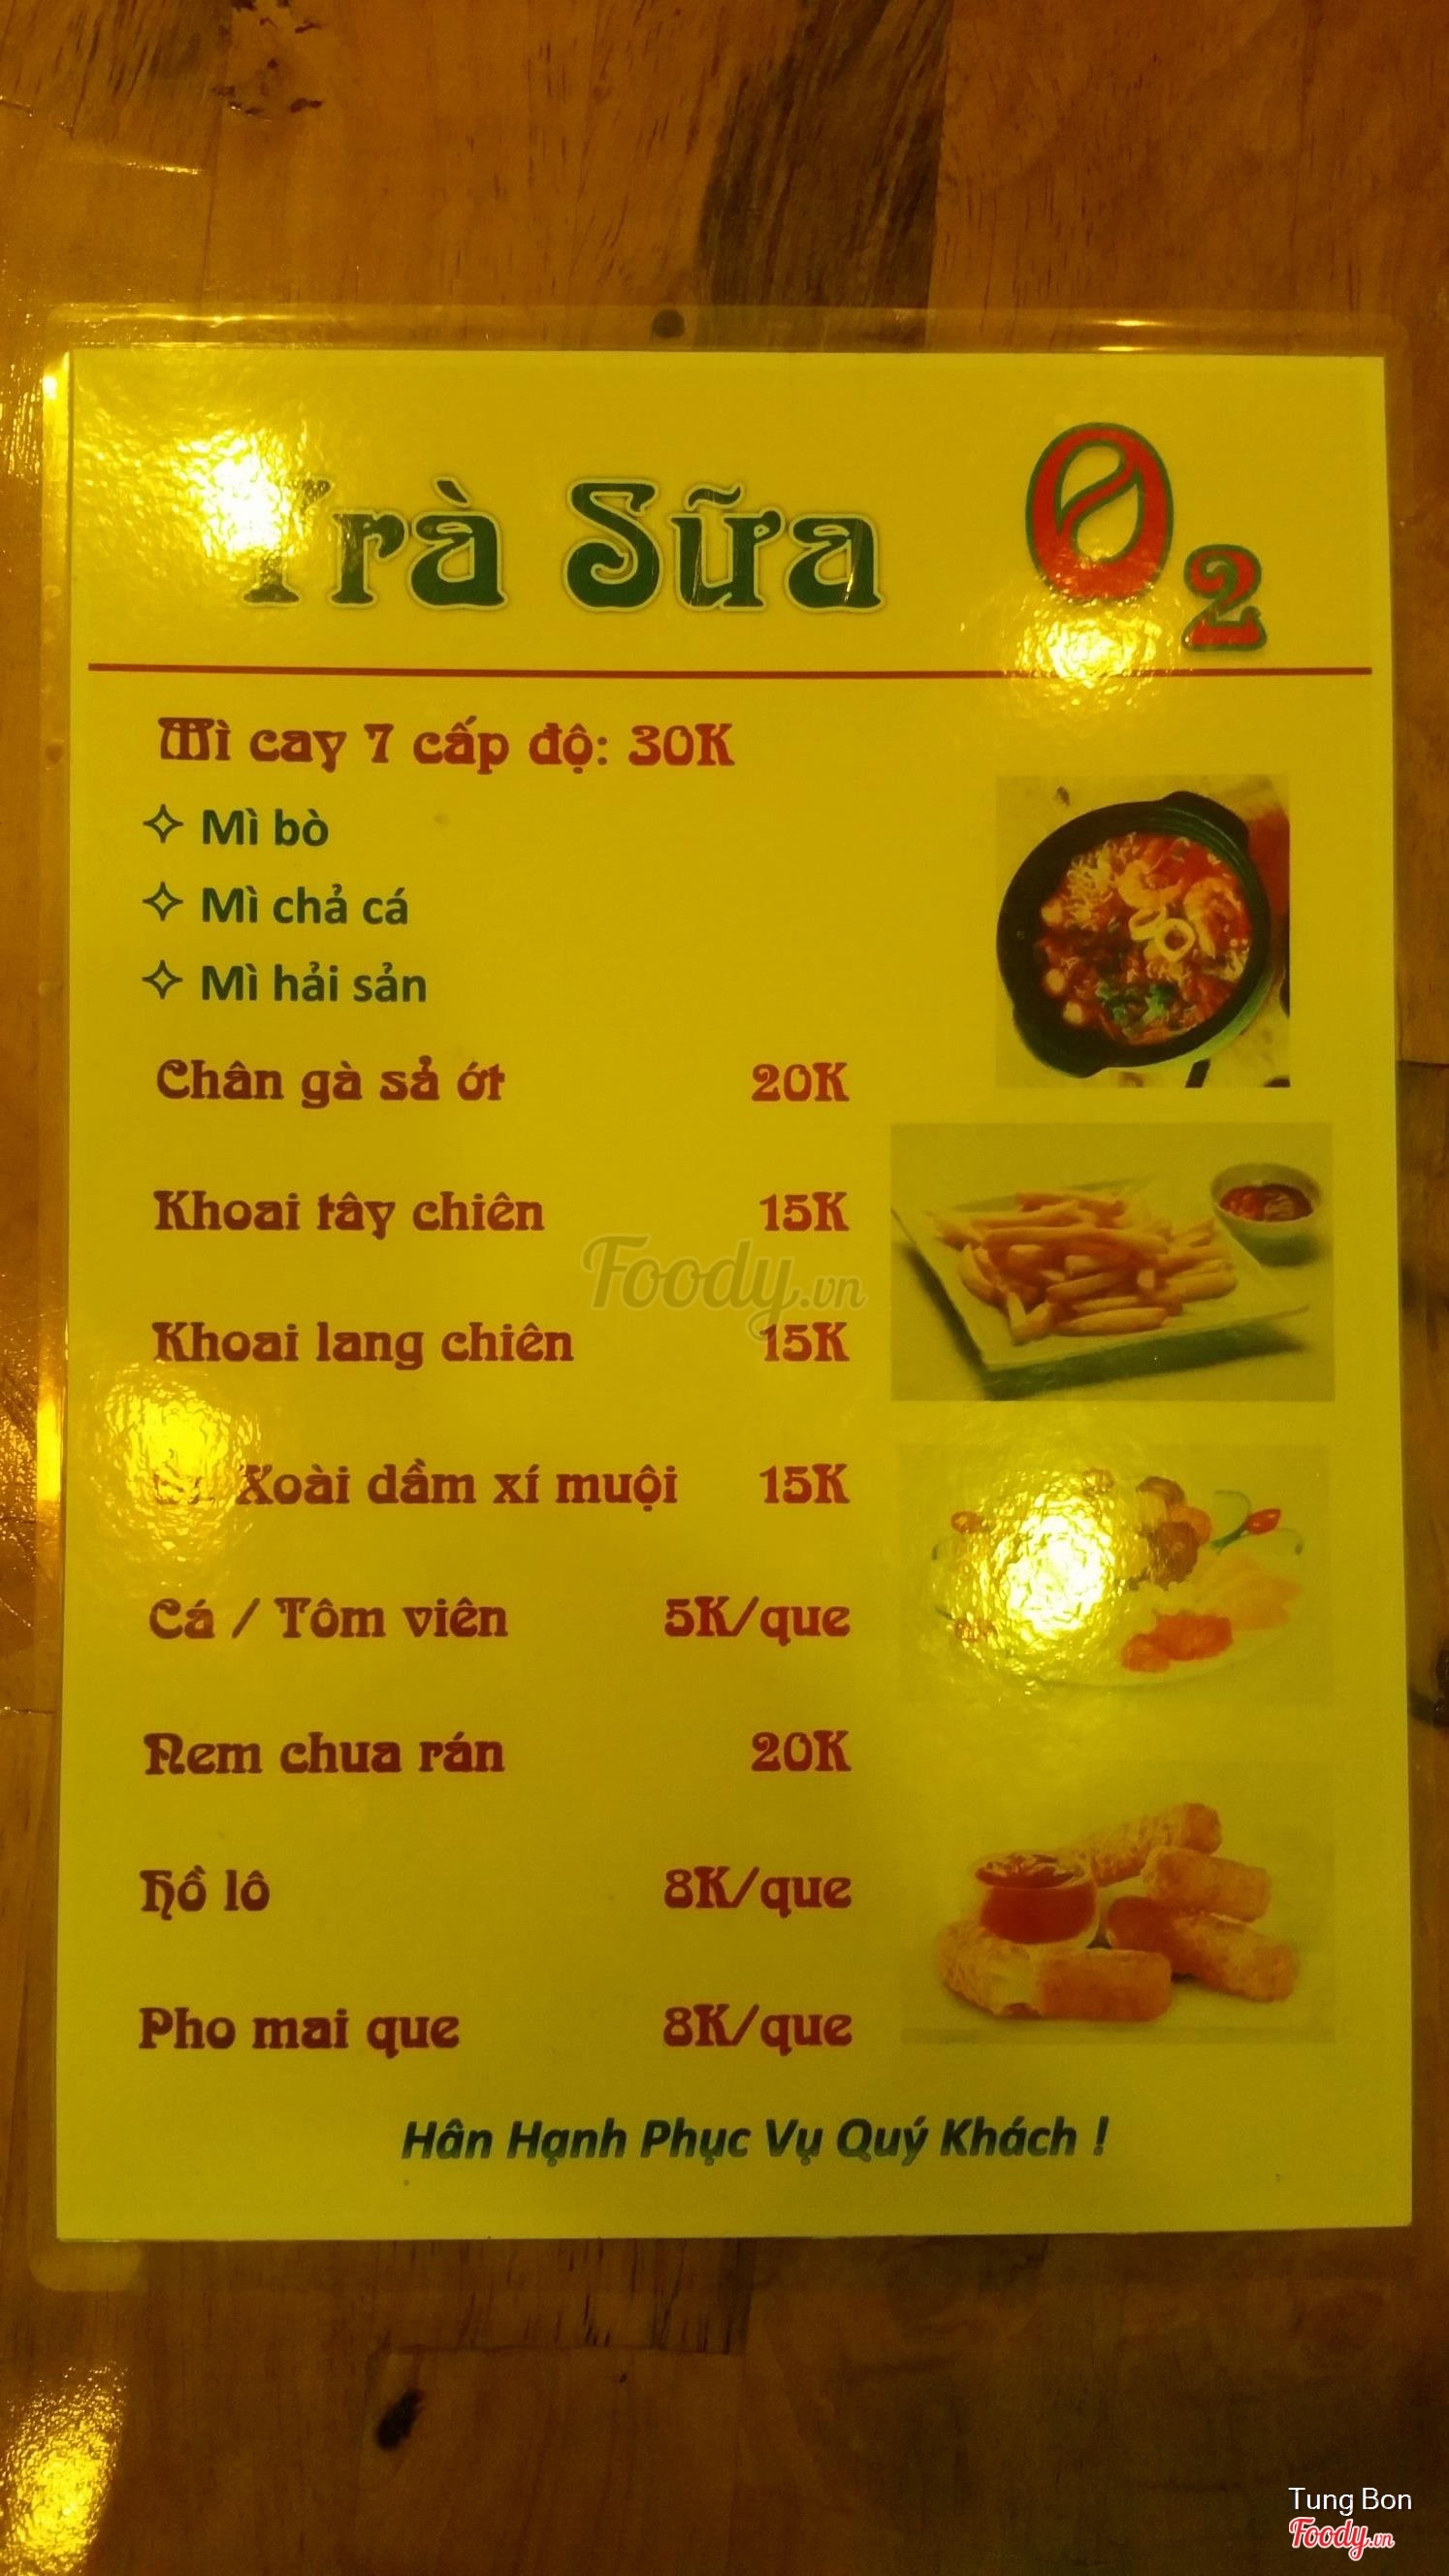 Trà Sữa O2
Mì cay 7 cấp độ: 30K
✧ Mì bò
✧ Mì chả cá
✧ Mì hải sản
Chân gà sả ớt 20K
Khoai tây chiên 15K
Foody.vn
Khoai lang chiên 15K
Xoài dầm xí muội 15K
Cá / Tôm viên 5K/que
Nem chua rán 20K
Hồ lô 8K/que
Pho mai que 8K/que
Hân Hạnh Phục Vụ Quý Khách !
Tung Bon
Foody.vn